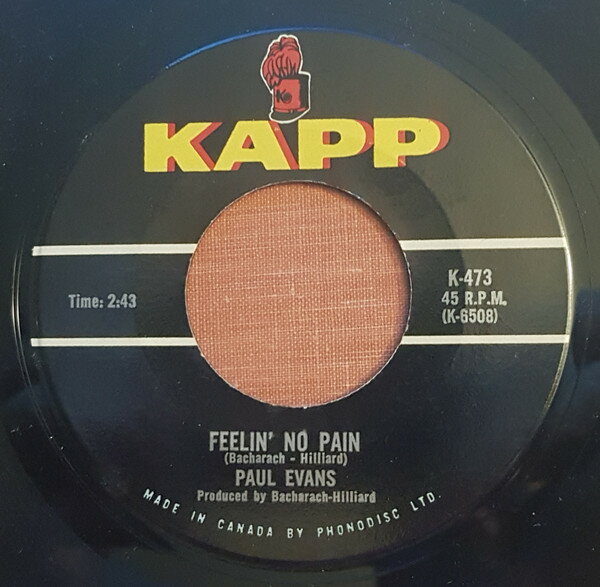 KAPP
Time: 2:43
K-473
45 R.P.M.
(K-6508)
FEELIN' NO PAIN
(Bacharach - Hilliard)
PAUL EVANS
Produced by Bacharach-Hilliard
MADE IN CANADA BY PHONODISC LTD.